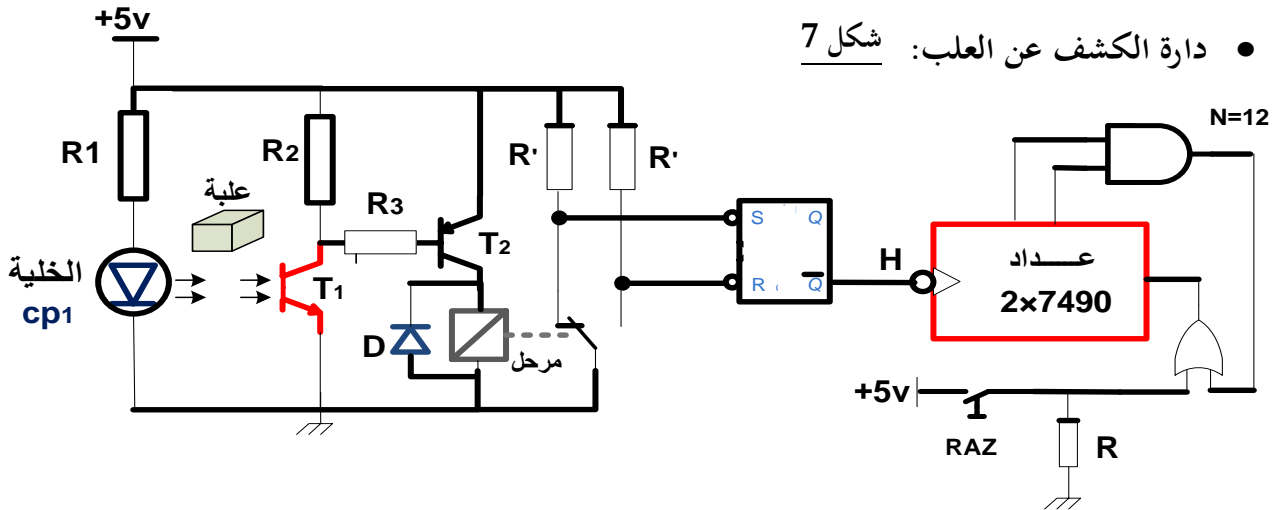 +5v
• دارة الكشف عن العلب: شكل 7
N=12
R1
R2
R'
R'
علبة
R3
S Q
T2
الخلية
cp1
T1
H
عــــداد
2×7490
R Q
D
مرحل
+5v
RAZ
R